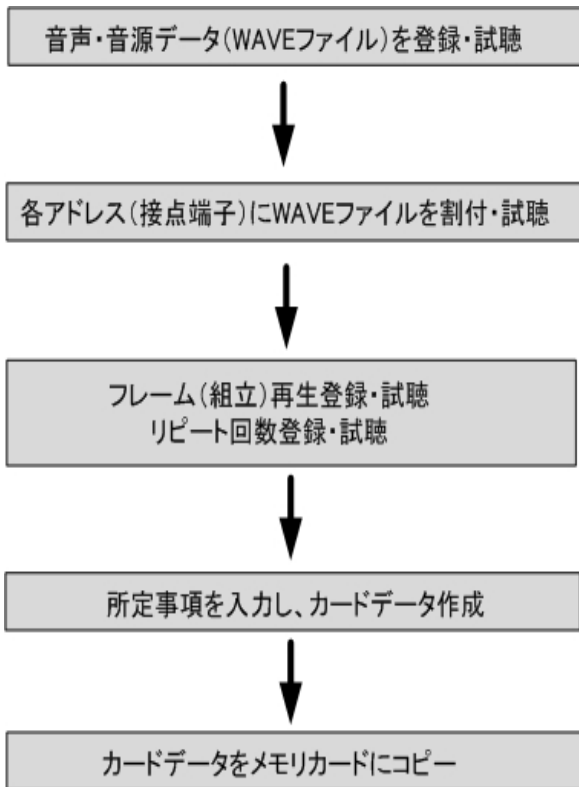 音声・音源データ(WAVEファイル)を登録・試聴
各アドレス(接点端子)にWAVEファイルを割付・試聴
フレーム(組立)再生登録・試聴
リピート回数登録・試聴
所定事項を入力し、カードデータ作成
カードデータをメモリカードにコピー